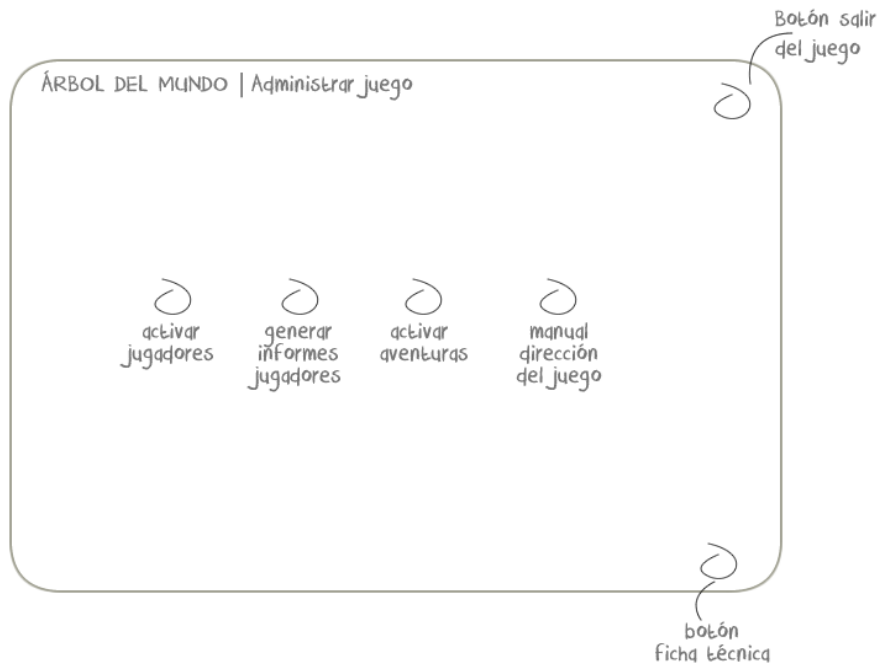 Botón salir
del juego
ÁRBOL DEL MUNDO | Administrar juego
activar
jugadores
generar
informes
jugadores
activar
aventuras
manual
dirección
del juego
botón
ficha técnica